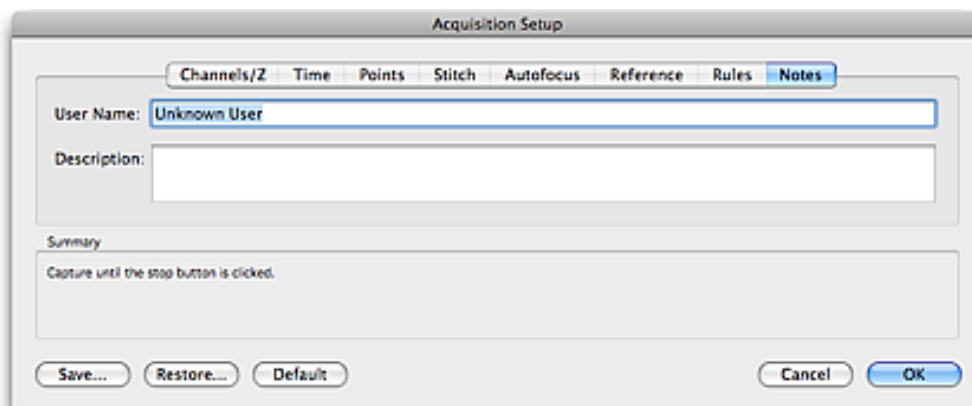 Acquisition Setup
Channels/Z Time Points Stitch Autofocus Reference Rules Notes
User Name: Unknown User
Description:
Summary
Capture until the stop button is clicked.
Save... Restore... Default Cancel OK